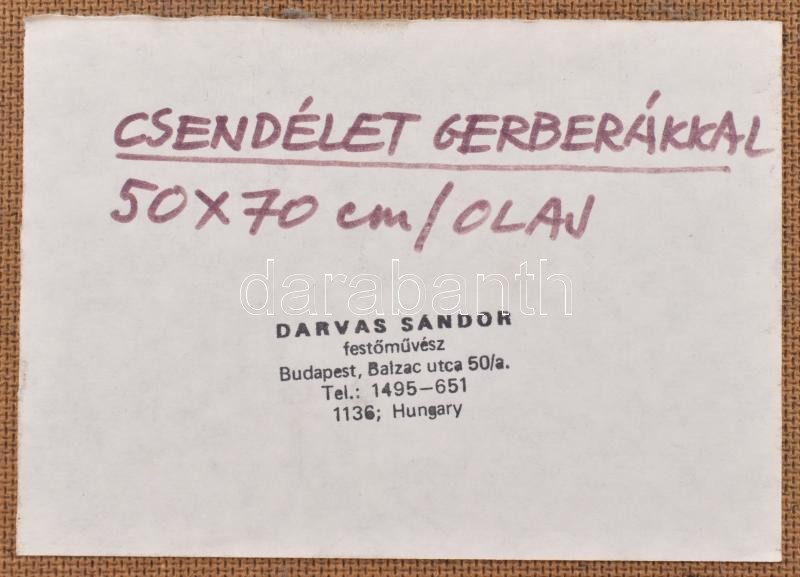 CSENDÉLET GERBERÁKKAL
50X70 cm/OLAJ
darabanth
DARVAS SÁNDOR
festőművész
Budapest, Balzac utca 50/a.
Tel.: 1495-651
1136; Hungary